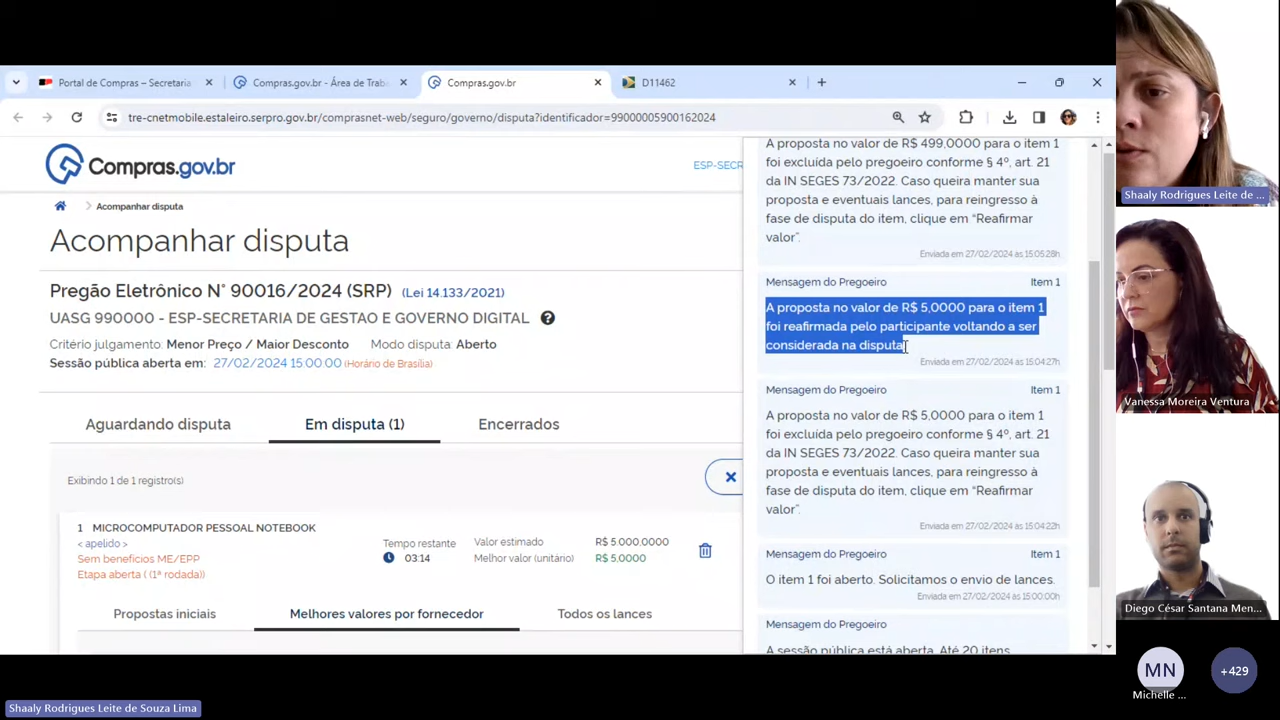 Portal de Compras – Secretaria
Compras.gov.br - Área de Trab
Compras.gov.br
D11462
tre-cnetmobile.estaleiro.serpro.gov.br/comprasnet-web/seguro/governo/disputa?identificador=99000005900162024
Compras.gov.br
ESP-SECR
Acompanhar disputa
Acompanhar disputa
Pregão Eletrônico N° 90016/2024 (SRP) (Lei 14.133/2021)
UASG 990000 - ESP-SECRETARIA DE GESTAO E GOVERNO DIGITAL
Critério julgamento: Menor Preço / Maior Desconto Modo disputa: Aberto
Sessão pública aberta em: 27/02/2024 15:00:00 (Horário de Brasília)
Aguardando disputa
Em disputa (1)
Encerrados
Exibindo 1 de 1 registro(s)
1 MICROCOMPUTADOR PESSOAL NOTEBOOK
< apelido >
Sem benefícios ME/EPP
Etapa aberta ( (1ª rodada))
Tempo restante
03:14
Valor estimado R$ 5.000,0000
Melhor valor (unitário) R$ 5,0000
Propostas iniciais
Melhores valores por fornecedor
Todos os lances
A proposta no valor de R$ 499,0000 para o item 1
foi excluída pelo pregoeiro conforme § 4º, art. 21
da IN SEGES 73/2022. Caso queira manter sua
proposta e eventuais lances, para reingresso à
fase de disputa do item, clique em “Reafirmar
valor”.
Enviada em 27/02/2024 às 15:05:28h
Mensagem do Pregoeiro Item 1
A proposta no valor de R$ 5,0000 para o item 1
foi reafirmada pelo participante voltando a ser
considerada na disputa
Enviada em 27/02/2024 às 15:04:27h
Mensagem do Pregoeiro Item 1
A proposta no valor de R$ 5,0000 para o item 1
foi excluída pelo pregoeiro conforme § 4º, art. 21
da IN SEGES 73/2022. Caso queira manter sua
proposta e eventuais lances, para reingresso à
fase de disputa do item, clique em “Reafirmar
valor”.
Enviada em 27/02/2024 às 15:04:22h
Mensagem do Pregoeiro Item 1
O item 1 foi aberto. Solicitamos o envio de lances.
Enviada em 27/02/2024 às 15:00:00h
Mensagem do Pregoeiro
A sessão pública está aberta. Até 20 itens
Shaaly Rodrigues Leite de ...
Vanessa Moreira Ventura
Diego César Santana Men...
MN
Michelle ...
+429
Shaaly Rodrigues Leite de Souza Lima